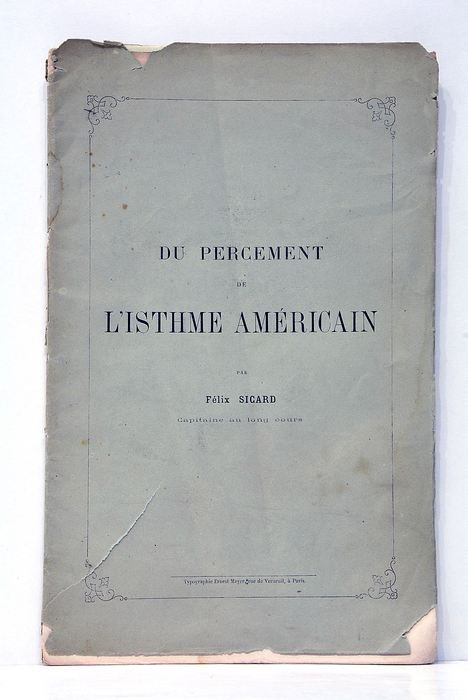 DU PERCEMENT
DE
L'ISTHME AMÉRICAIN
PAR
Félix SICARD
Capitaine au long cours
Typographie Ernest Meyer, rue de Verneuil, à Paris.